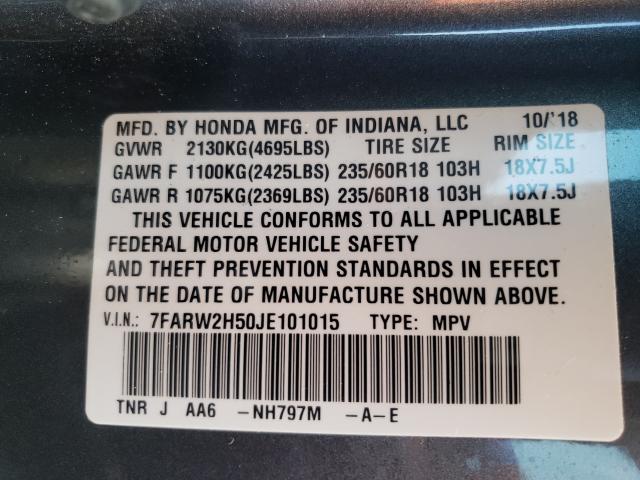 MFD. BY HONDA MFG. OF INDIANA, LLC 10/18
GVWR 2130KG(4695LBS) TIRE SIZE RIM SIZE
GAWR F 1100KG(2425LBS) 235/60R18 103H 18X7.5J
GAWR R 1075KG(2369LBS) 235/60R18 103H 18X7.5J
THIS VEHICLE CONFORMS TO ALL APPLICABLE
FEDERAL MOTOR VEHICLE SAFETY
AND THEFT PREVENTION STANDARDS IN EFFECT
ON THE DATE OF MANUFACTURE SHOWN ABOVE.
V.I.N.: 7FARW2H50JE101015 TYPE: MPV
TNR J AA6 -NH797M -A-E